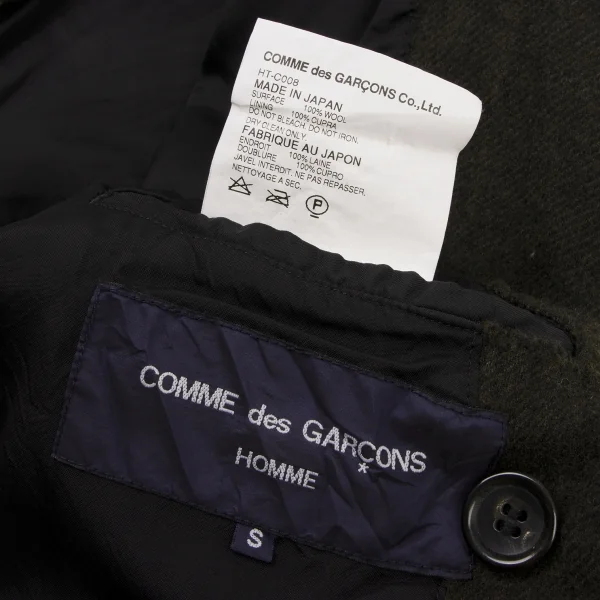 COMME des GARÇONS Co.,Ltd.
HT-C008
MADE IN JAPAN
SURFACE 100% WOOL
LINING 100% CUPRA
DO NOT BLEACH. DO NOT IRON.
DRY CLEAN ONLY
FABRIQUE AU JAPON
ENDROIT 100% LAINE
DOUBLURE 100% CUPRO
JAVEL INTERDIT. NE PAS REPASSER.
NETTOYAGE A SEC.
P
COMME des GARÇONS
HOMME
S